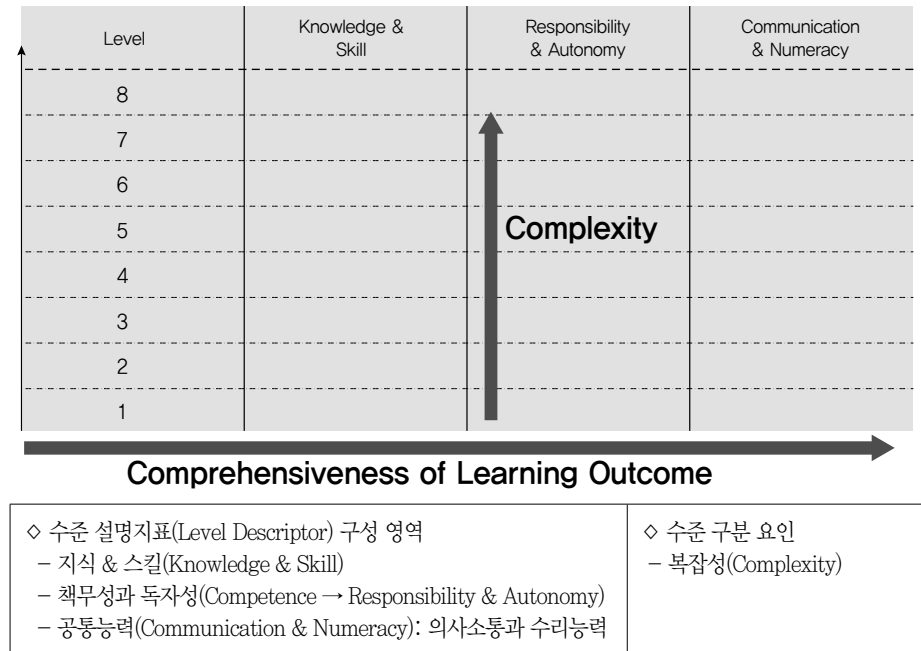 Level
Knowledge &
Skill
Responsibility
& Autonomy
Communication
& Numeracy
8
7
6
5
4
3
2
1
Complexity
Comprehensiveness of Learning Outcome
◇ 수준 설명지표(Level Descriptor) 구성 영역
- 지식 & 스킬(Knowledge & Skill)
- 책무성과 독자성(Competence → Responsibility & Autonomy)
- 공통능력(Communication & Numeracy): 의사소통과 수리능력
◇ 수준 구분 요인
- 복잡성(Complexity)